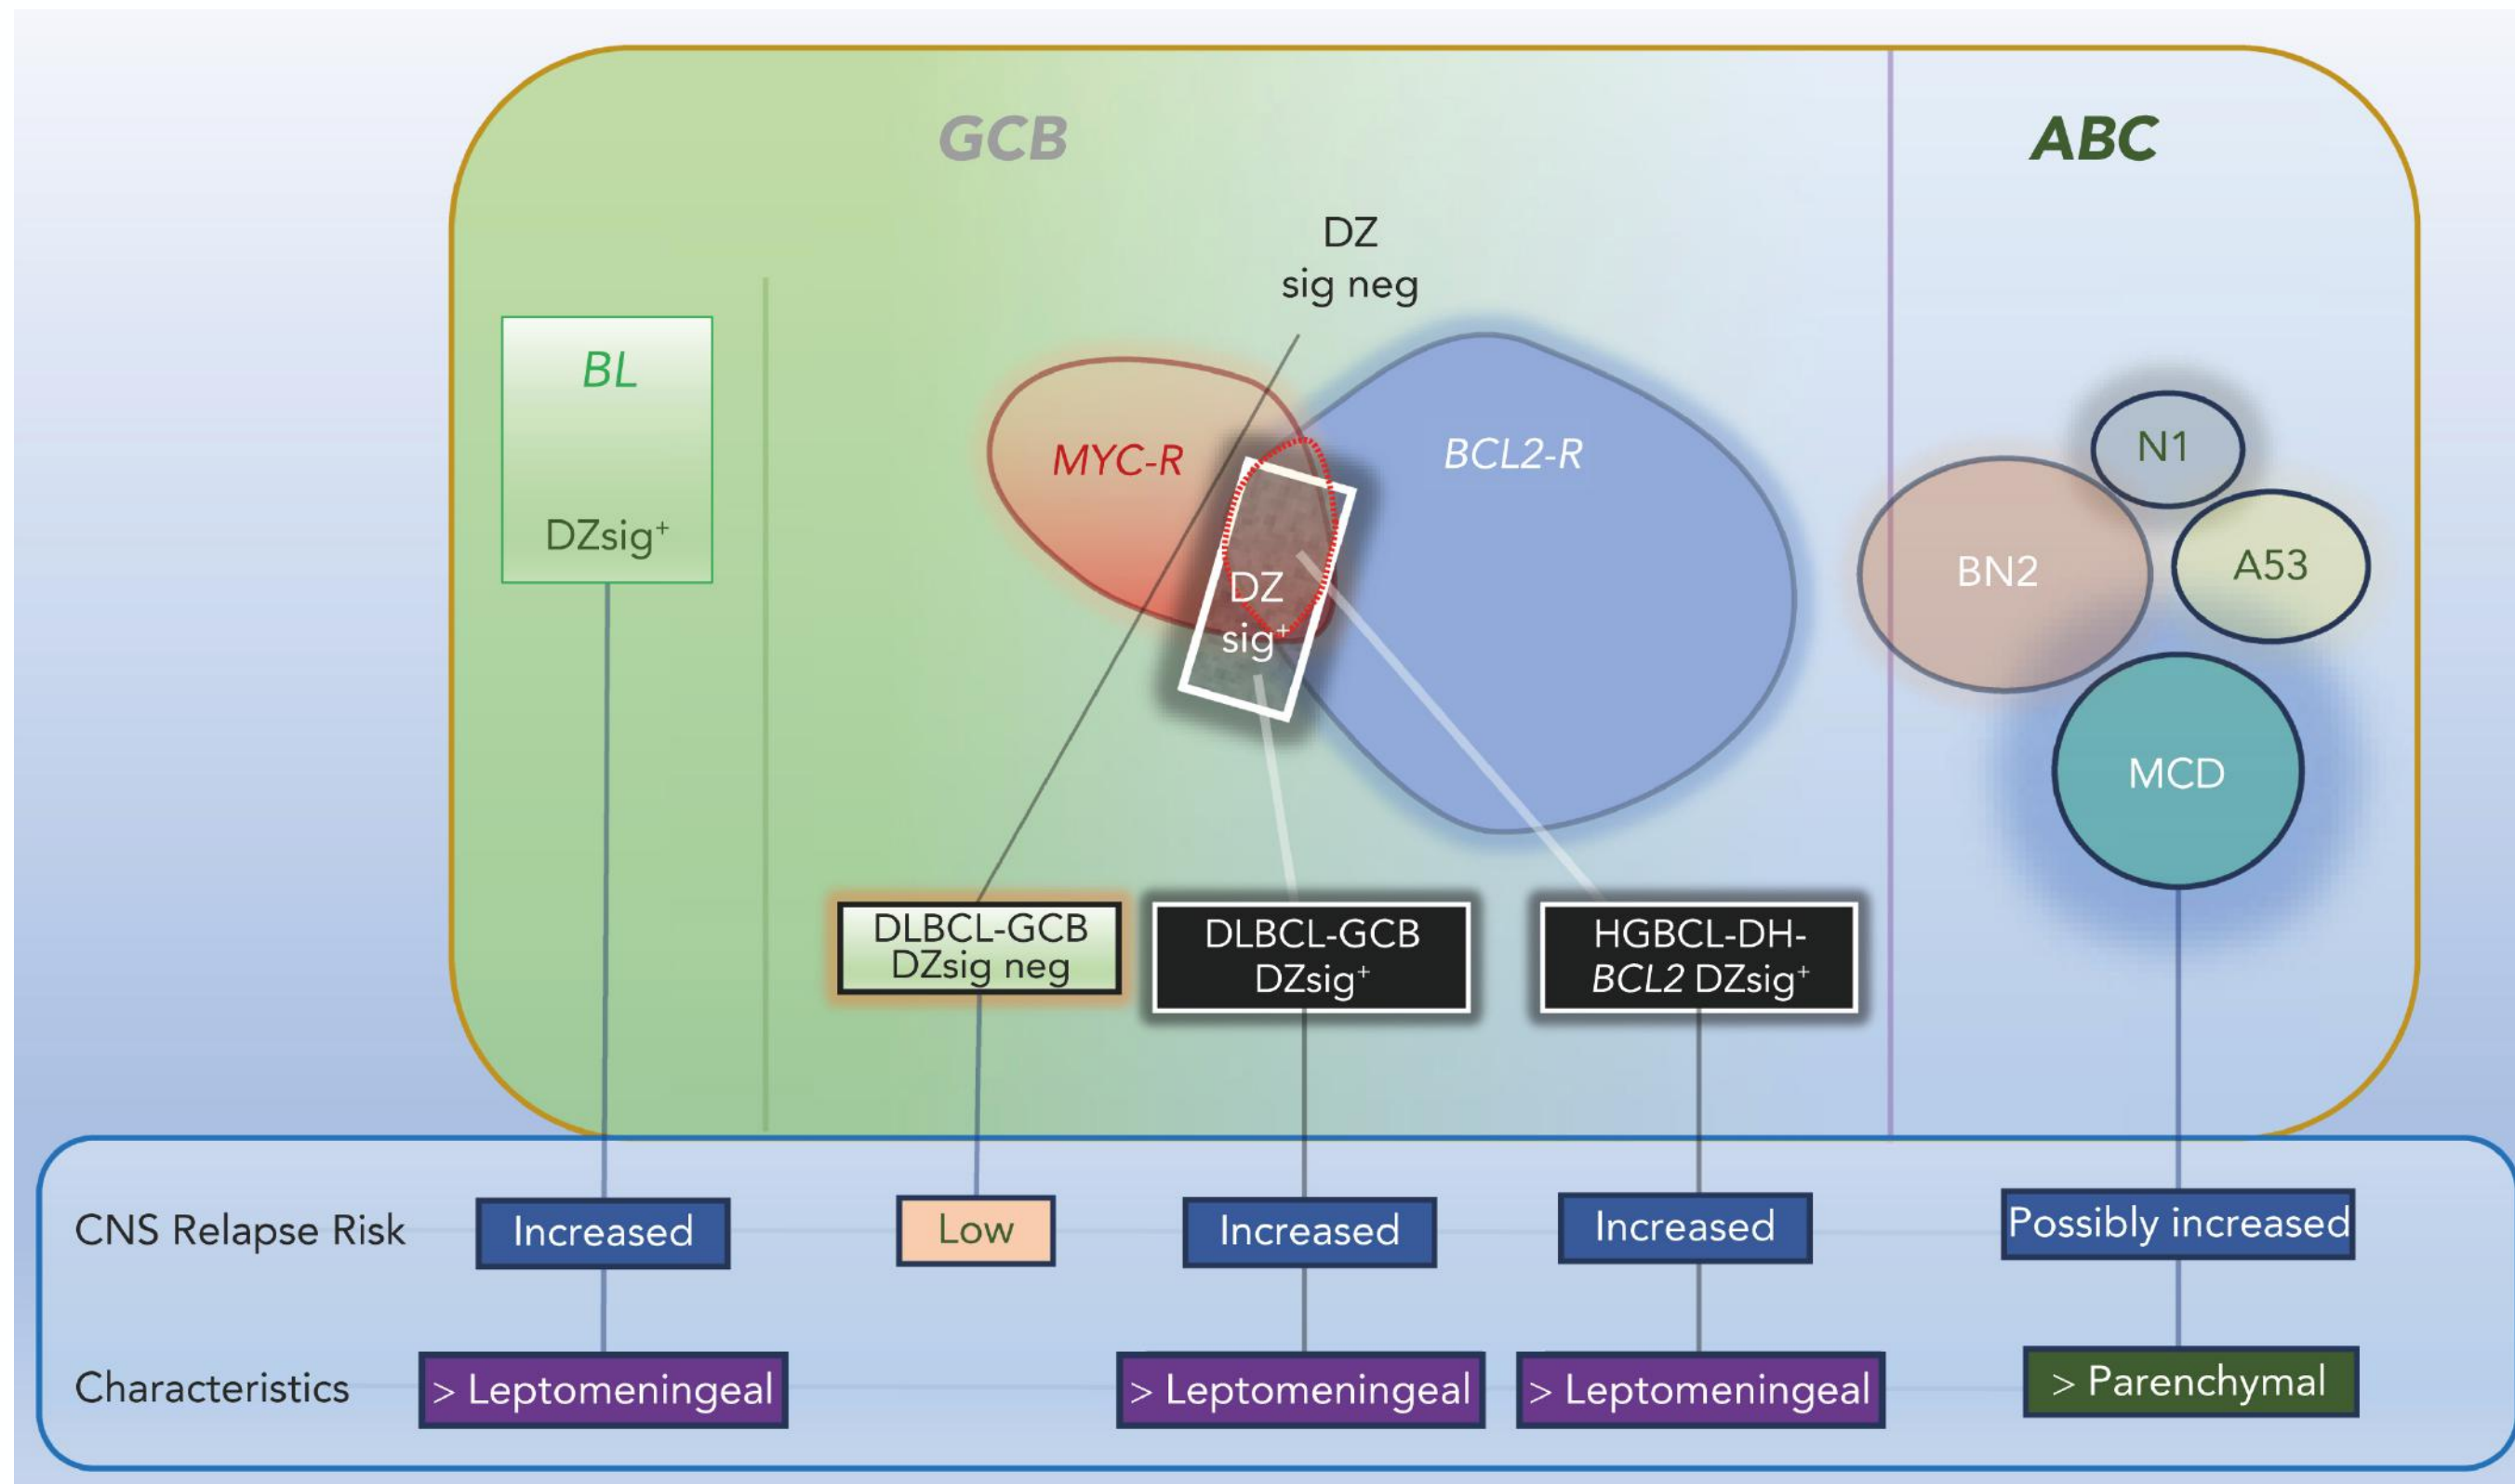 GCB
ABC
DZ
sig neg
BL
DZsig⁺
MYC-R
BCL2-R
DZ
sig⁺
N1
BN2
A53
MCD
DLBCL-GCB
DZsig neg
DLBCL-GCB
DZsig⁺
HGBCL-DH-
BCL2 DZsig⁺
CNS Relapse Risk
Increased
Low
Increased
Increased
Possibly increased
Characteristics
> Leptomeningeal
> Leptomeningeal
> Leptomeningeal
> Parenchymal